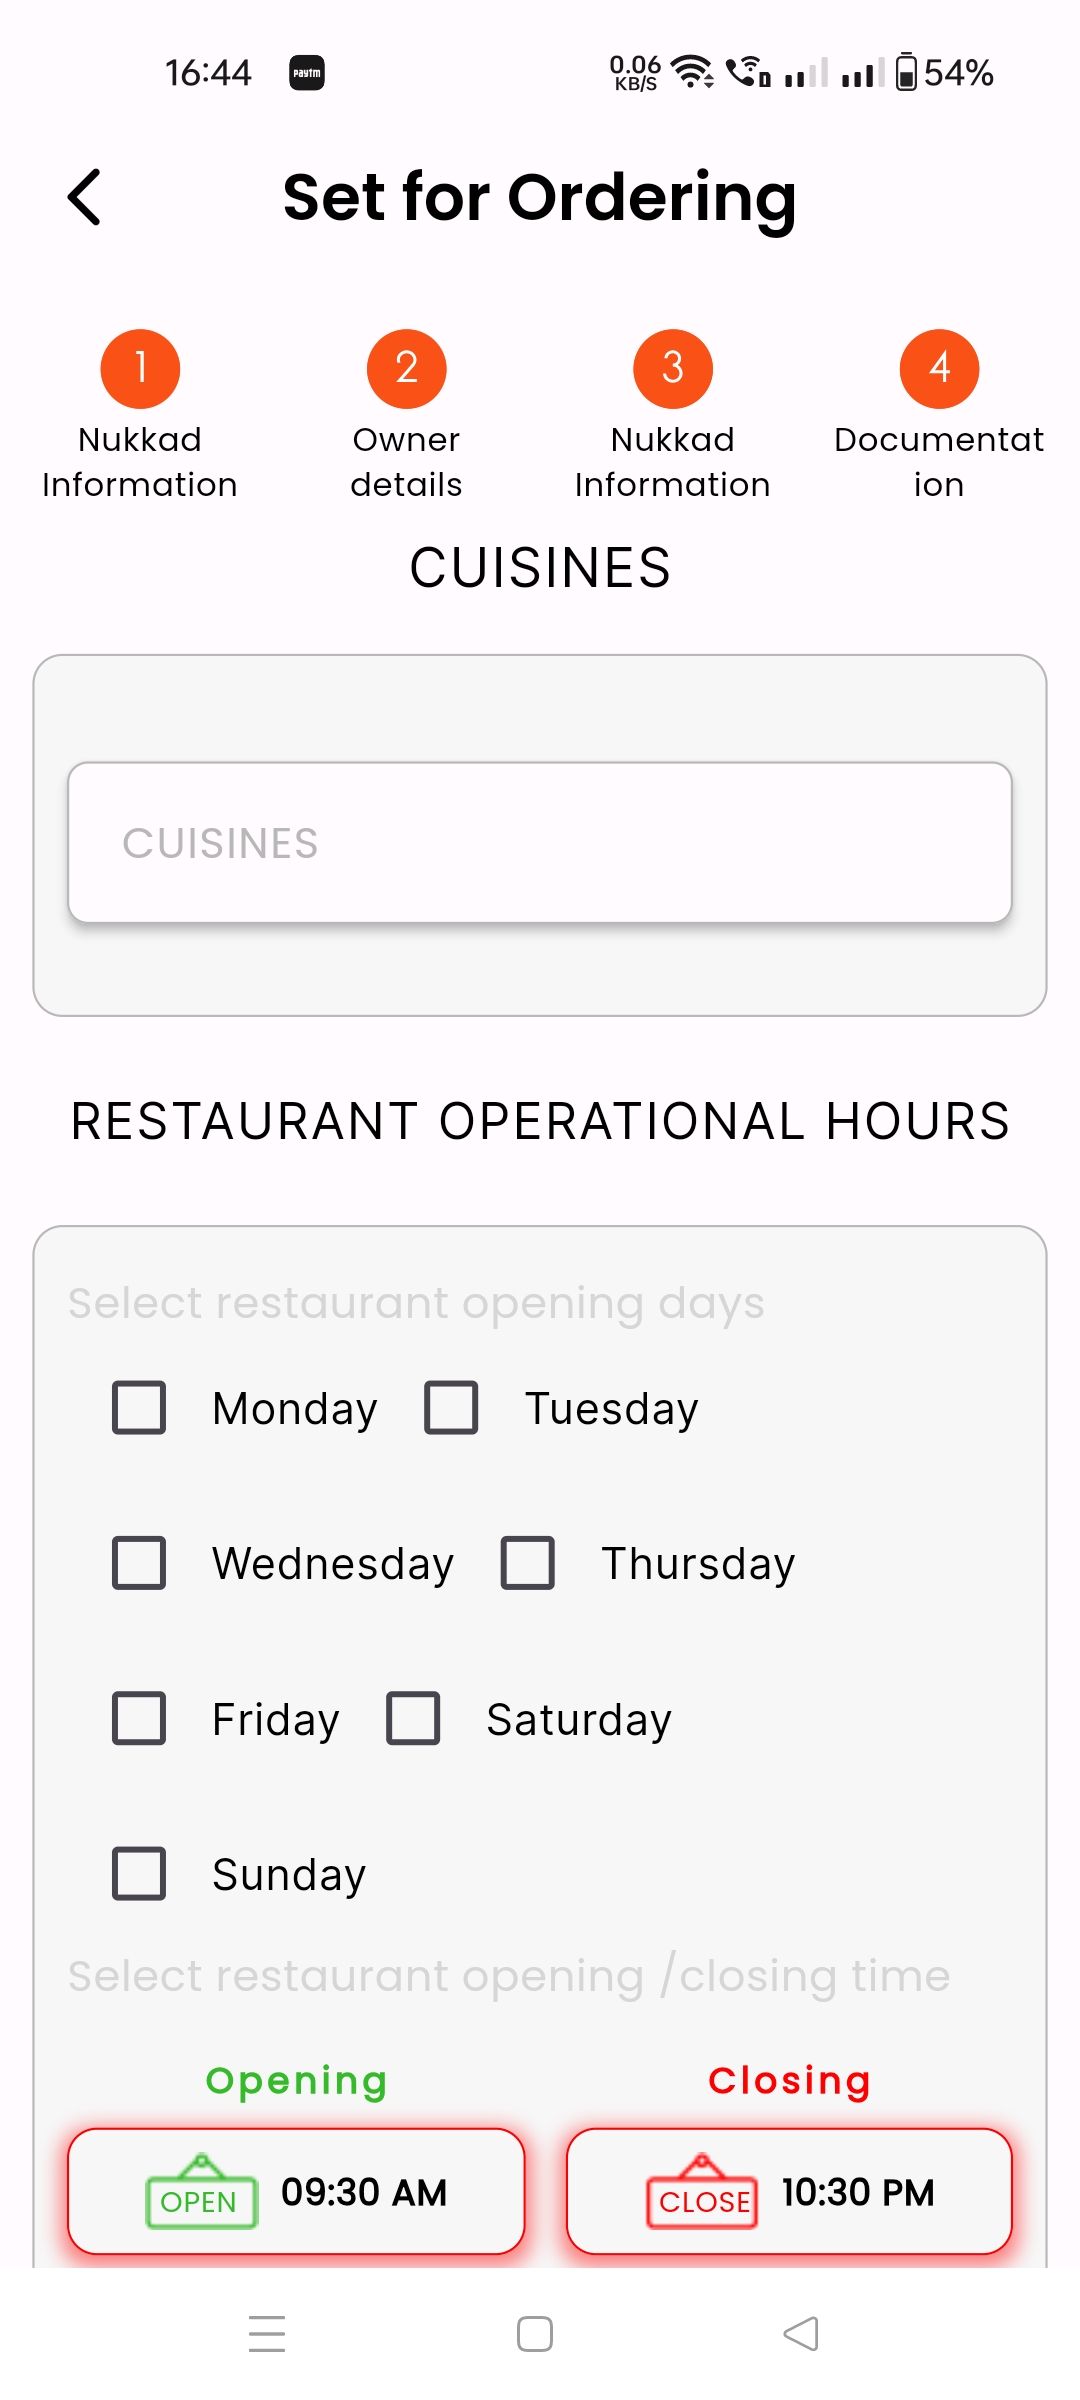 16:44 paytm 0.06 KB/S 54%
Set for Ordering
1 2 3 4
Nukkad Information
Owner details
Nukkad Information
Documentat
ion
CUISINES
CUISINES
RESTAURANT OPERATIONAL HOURS
Select restaurant opening days
Monday Tuesday
Wednesday Thursday
Friday Saturday
Sunday
Select restaurant opening /closing time
Opening Closing
OPEN 09:30 AM CLOSE 10:30 PM